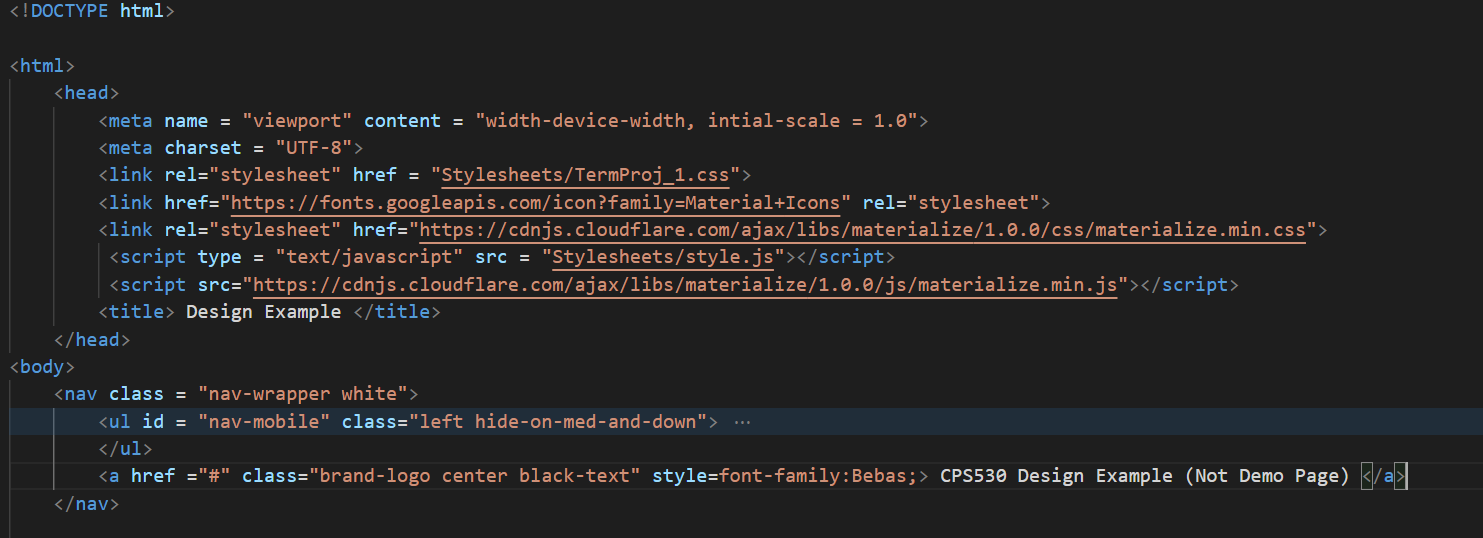 <!DOCTYPE html>
<html>
<head>
<meta name = "viewport" content = "width-device-width, intial-scale = 1.0">
<meta charset = "UTF-8">
<link rel="stylesheet" href = "Stylesheets/TermProj_1.css">
<link href="https://fonts.googleapis.com/icon?family=Material+Icons" rel="stylesheet">
<link rel="stylesheet" href="https://cdnjs.cloudflare.com/ajax/libs/materialize/1.0.0/css/materialize.min.css">
<script type = "text/javascript" src = "Stylesheets/style.js"></script>
<script src="https://cdnjs.cloudflare.com/ajax/libs/materialize/1.0.0/js/materialize.min.js"></script>
<title> Design Example </title>
</head>
<body>
<nav class = "nav-wrapper white">
<ul id = "nav-mobile" class="left hide-on-med-and-down"> ...
</ul>
<a href ="#" class="brand-logo center black-text" style=font-family:Bebas;> CPS530 Design Example (Not Demo Page) </a>
</nav>